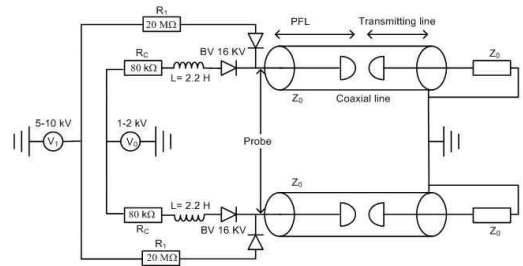 R₁
20 MΩ
PFL
Transmitting line
R_C
80 kΩ
L= 2.2 H
BV 16 KV
Z₀
Z₀
Coaxial line
5-10 kV
V₁
1-2 kV
V₀
Probe
Z₀
L= 2.2 H
80 kΩ
R_C
BV 16 KV
Z₀
R₁
20 MΩ